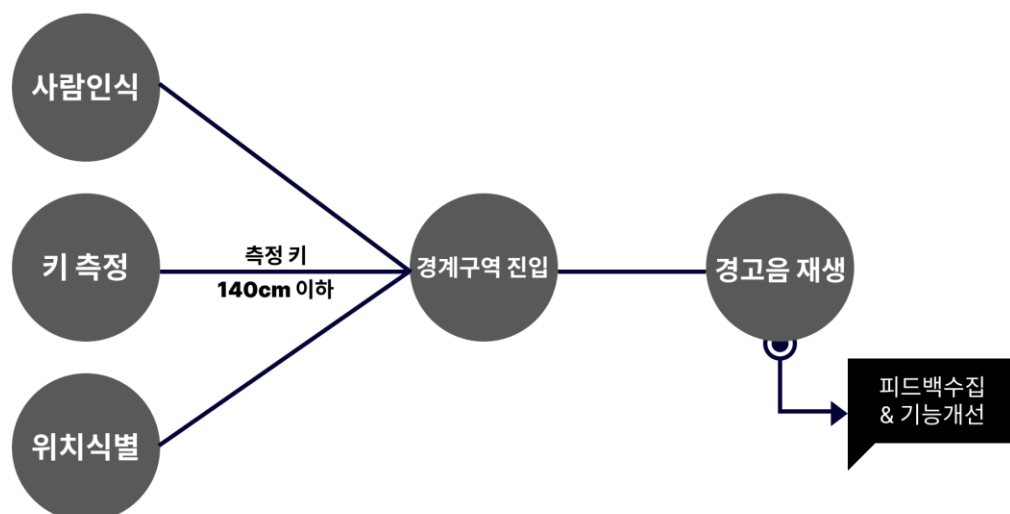 사람인식
키 측정
측정 키
140cm 이하
위치식별
경계구역 진입
경고음 재생
피드백수집
& 기능개선